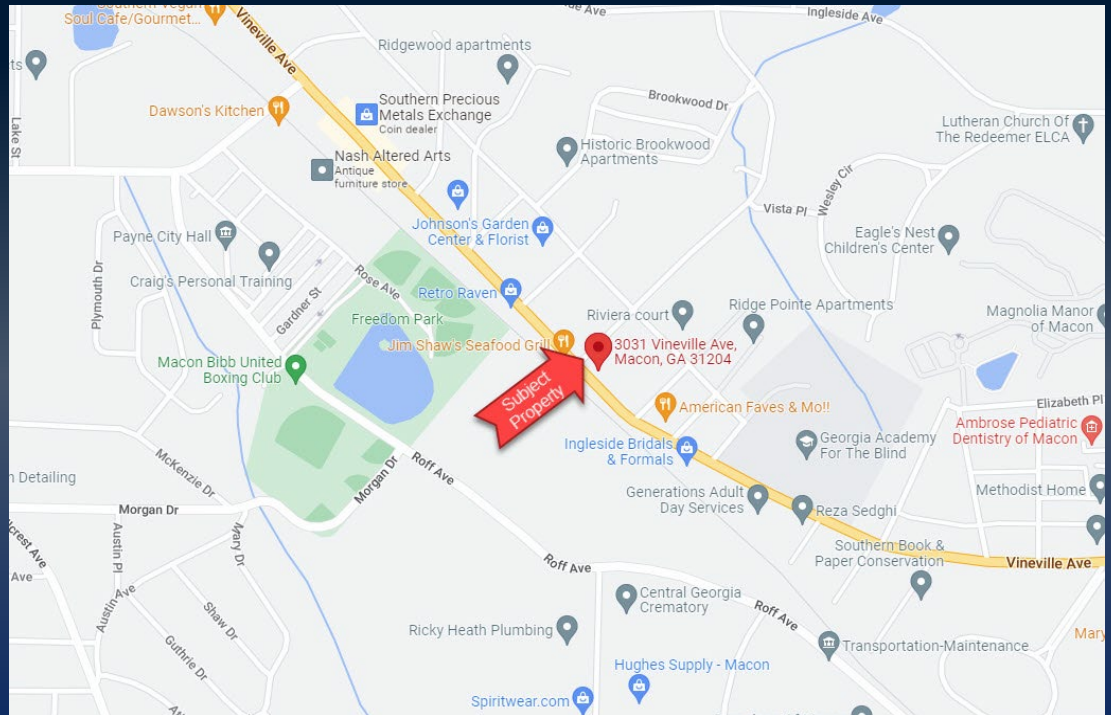 Southern Vegan
Soul Cafe/Gourmet...
Vineville Ave
Ingleside Ave
Ridgewood apartments
Dawson's Kitchen
Southern Precious
Metals Exchange
Coin dealer
Brookwood Dr
Lutheran Church Of
The Redeemer ELCA
Lake St
Nash Altered Arts
Antique
furniture store
Historic Brookwood
Apartments
Wesley Cir
Vista Pl
Johnson's Garden
Center & Florist
Payne City Hall
Eagle's Nest
Children's Center
Craig's Personal Training
Plymouth Dr
Rose Ave
Gardner St
Retro Raven
Freedom Park
Riviera court
Ridge Pointe Apartments
Magnolia Manor
of Macon
Jim Shaw's Seafood Grill
3031 Vineville Ave,
Macon, GA 31204
Macon Bibb United
Boxing Club
Subject
Property
American Faves & Mo!!
Elizabeth Pl
Ambrose Pediatric
Dentistry of Macon
Ingleside Bridals
& Formals
Georgia Academy
For The Blind
Detailing
McKenzie Dr
Morgan Dr
Roff Ave
Generations Adult
Day Services
Methodist Home
Reza Sedghi
Morgan Dr
Austin Pl
Mary Dr
Southern Book &
Paper Conservation
Vineville Ave
Ave
Roff Ave
Austin Ave
Shaw Dr
Guthrie Dr
Central Georgia
Crematory
Roff Ave
Ricky Heath Plumbing
Transportation-Maintenance
Mary
Hughes Supply - Macon
Spiritwear.com